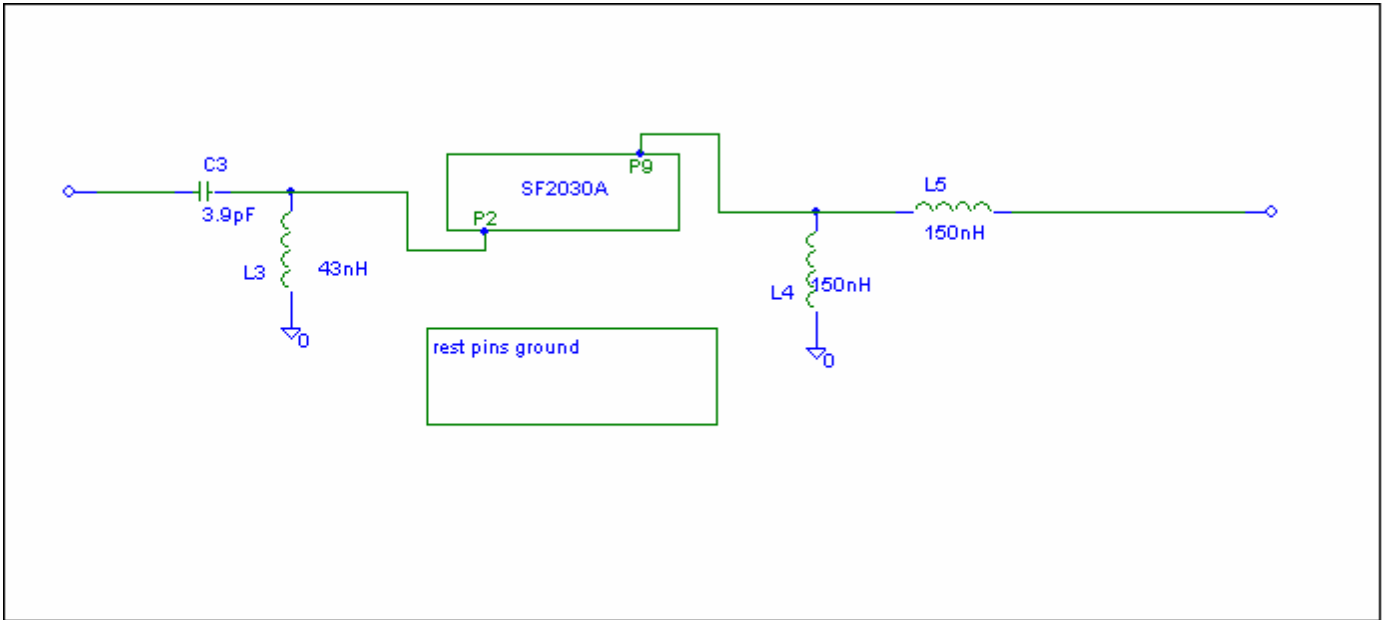 C3
3.9pF
L3
43nH
0
SF2030A
P9
P2
rest pins ground
L5
150nH
L4
150nH
0